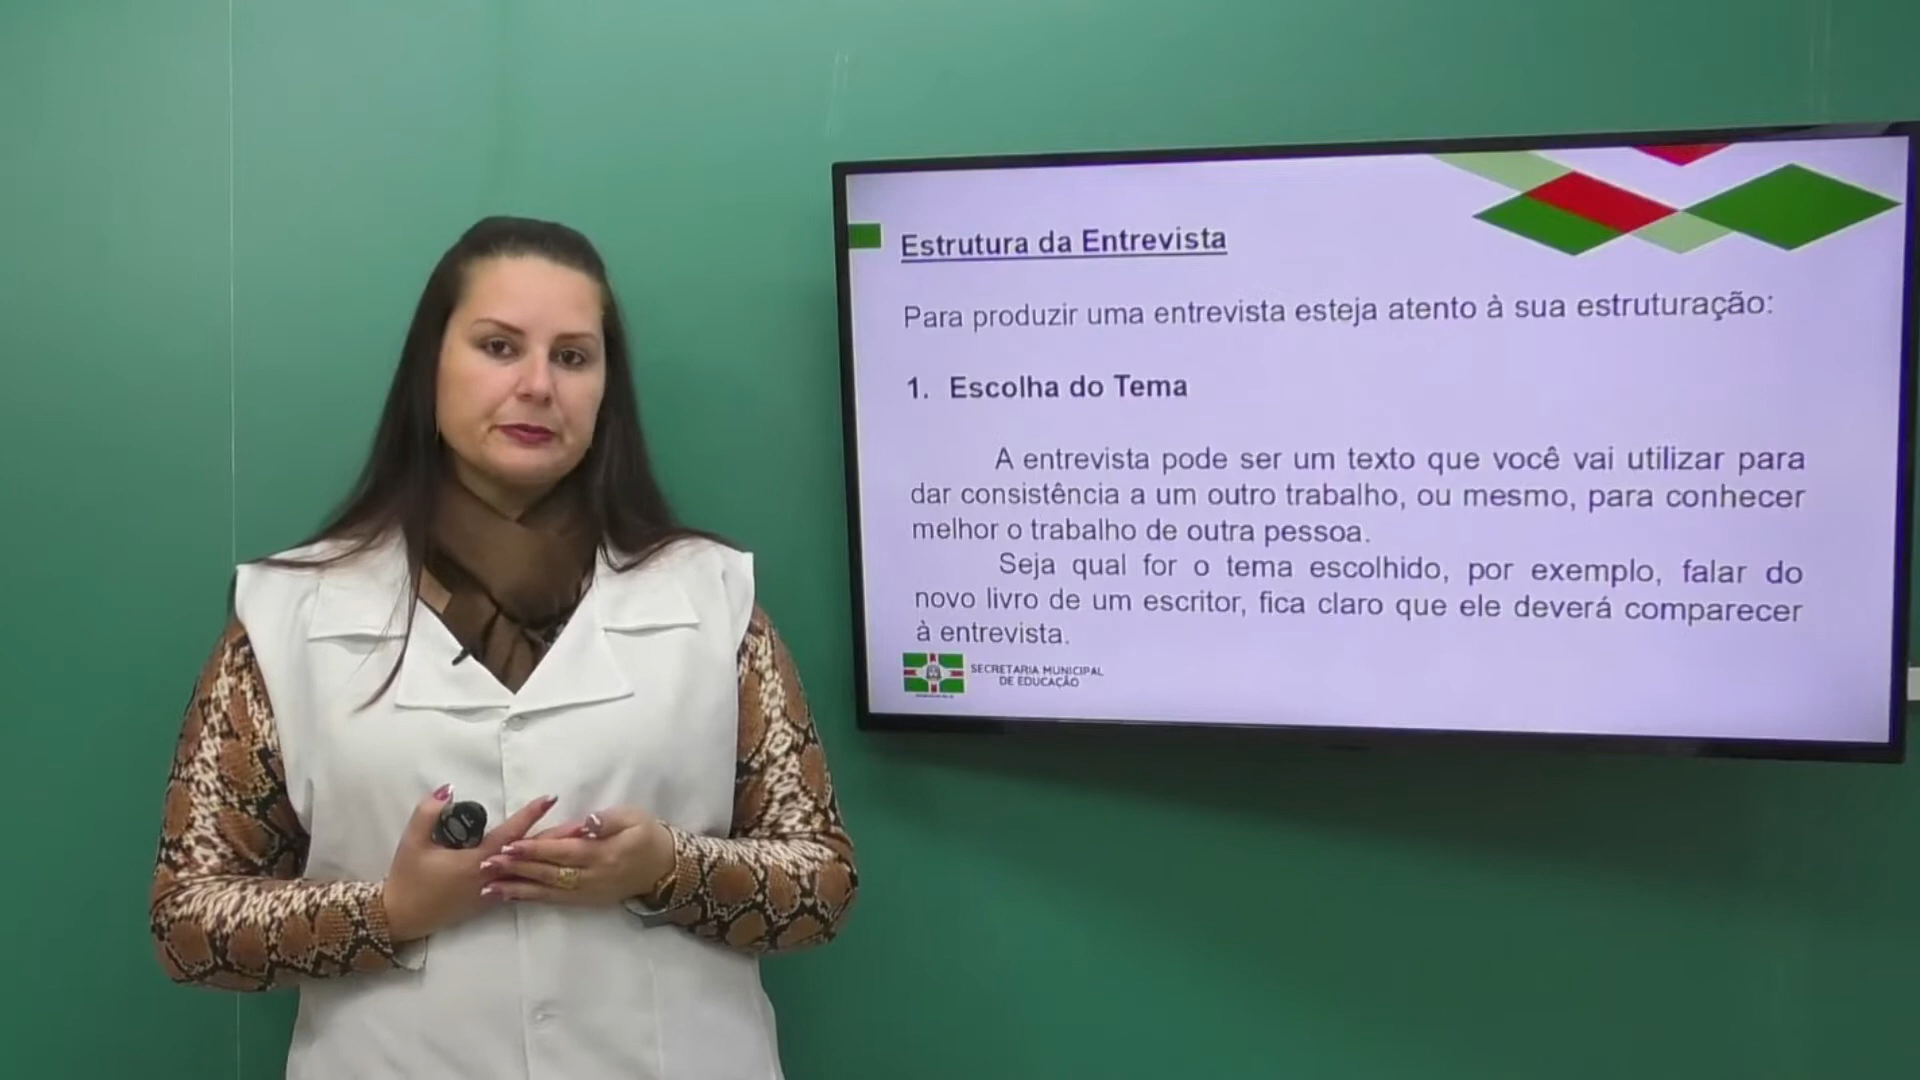 Estrutura da Entrevista
Para produzir uma entrevista esteja atento à sua estruturação:
1. Escolha do Tema
A entrevista pode ser um texto que você vai utilizar para
dar consistência a um outro trabalho, ou mesmo, para conhecer
melhor o trabalho de outra pessoa.
Seja qual for o tema escolhido, por exemplo, falar do
novo livro de um escritor, fica claro que ele deverá comparecer
à entrevista.
SECRETARIA MUNICIPAL
DE EDUCAÇÃO